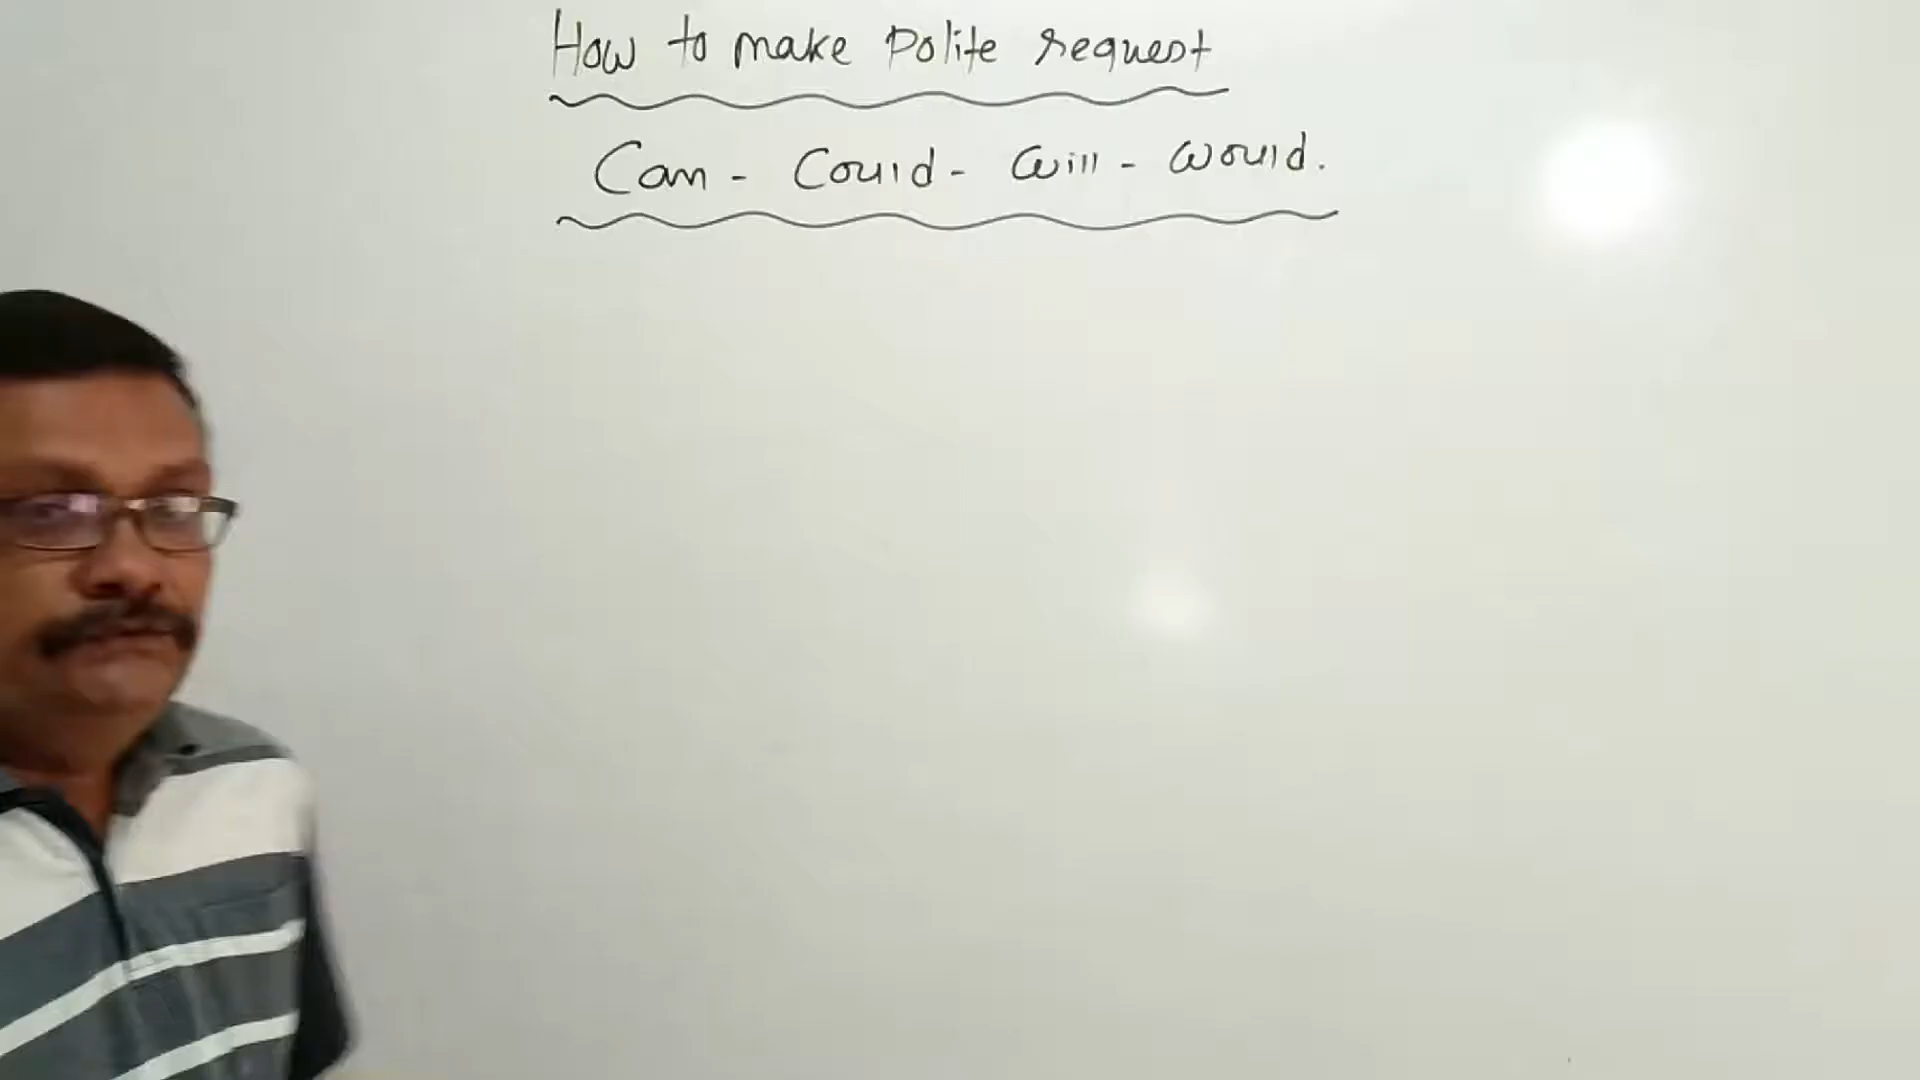 How to make Polite request
Can - Could - Will - Would.